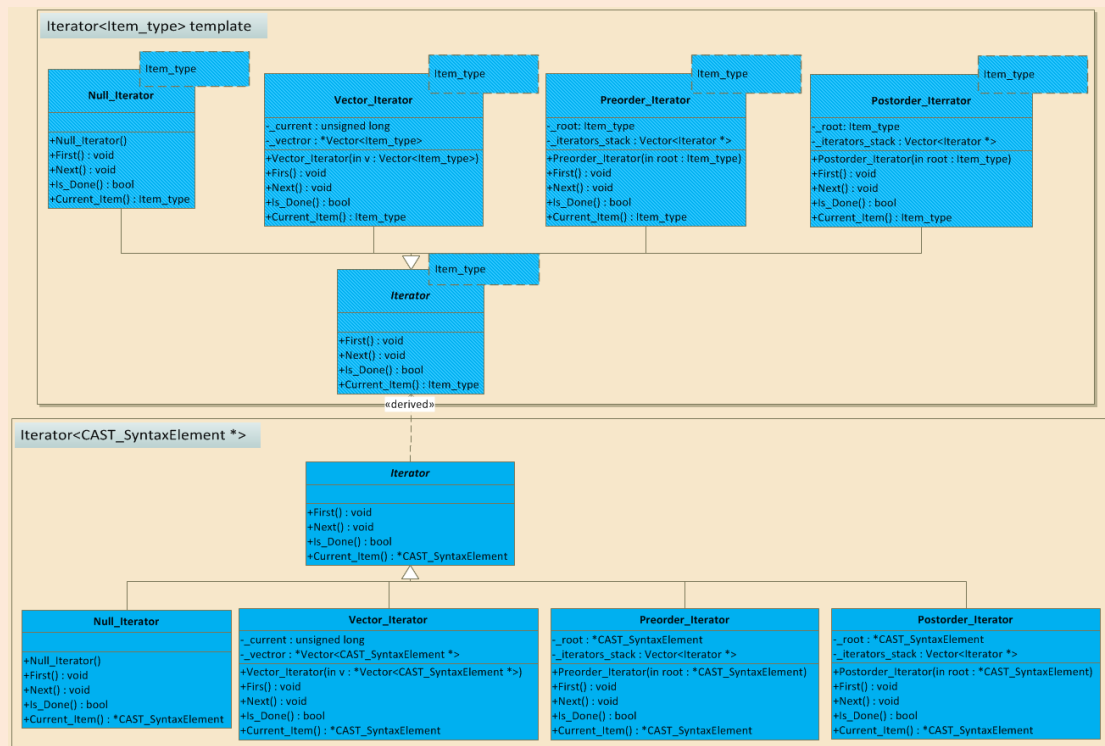 Iterator<Item_type> template
Item_type
Null_Iterator
+Null_Iterator()
+First() : void
+Next() : void
+Is_Done() : bool
+Current_Item() : Item_type
Item_type
Vector_Iterator
-_current : unsigned long
-_vectror : *Vector<Item_type>
+Vector_Iterator(in v : Vector<Item_type>)
+Firs() : void
+Next() : void
+Is_Done() : bool
+Current_Item() : Item_type
Item_type
Preorder_Iterator
-_root: Item_type
-_iterators_stack : Vector<Iterator *>
+Preorder_Iterator(in root : Item_type)
+First() : void
+Next() : void
+Is_Done() : bool
+Current_Item() : Item_type
Item_type
Postorder_Iterrator
-_root: Item_type
-_iterators_stack : Vector<Iterator *>
+Postorder_Iterator(in root : Item_type)
+First() : void
+Next() : void
+Is_Done() : bool
+Current_Item() : Item_type
Item_type
Iterator
+First() : void
+Next() : void
+Is_Done() : bool
+Current_Item() : Item_type
«derived»
Iterator<CAST_SyntaxElement *>
Iterator
+First() : void
+Next() : void
+Is_Done() : bool
+Current_Item() : *CAST_SyntaxElement
Null_Iterator
+Null_Iterator()
+First() : void
+Next() : void
+Is_Done() : bool
+Current_Item() : *CAST_SyntaxElement
Vector_Iterator
-_current : unsigned long
-_vectror : *Vector<CAST_SyntaxElement *>
+Vector_Iterator(in v : *Vector<CAST_SyntaxElement *>)
+Firs() : void
+Next() : void
+Is_Done() : bool
+Current_Item() : *CAST_SyntaxElement
Preorder_Iterator
-_root : *CAST_SyntaxElement
-_iterators_stack : Vector<Iterator *>
+Preorder_Iterator(in root : *CAST_SyntaxElement)
+First() : void
+Next() : void
+Is_Done() : bool
+Current_Item() : *CAST_SyntaxElement
Postorder_Iterator
-_root : *CAST_SyntaxElement
-_iterators_stack : Vector<Iterator *>
+Postorder_Iterator(in root : *CAST_SyntaxElement)
+First() : void
+Next() : void
+Is_Done() : bool
+Current_Item() : *CAST_SyntaxElement